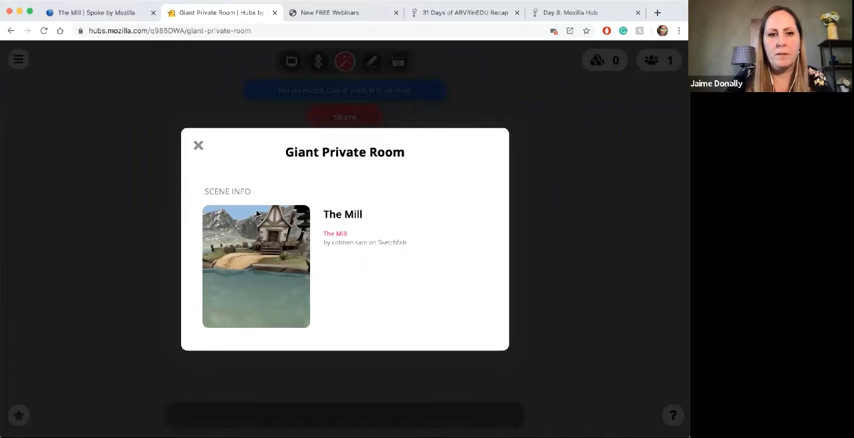 The Mill | Spoke by Mozilla
Giant Private Room | Hubs by
New FREE Webinars
31 Days of ARVRinEDU Recap
Day 8: Mozilla Hub
hubs.mozilla.com/q985DWA/giant-private-room
0
1
Share
Jaime Donally
Giant Private Room
SCENE INFO
The Mill
The Mill
by cotman sam on Sketchfab
?